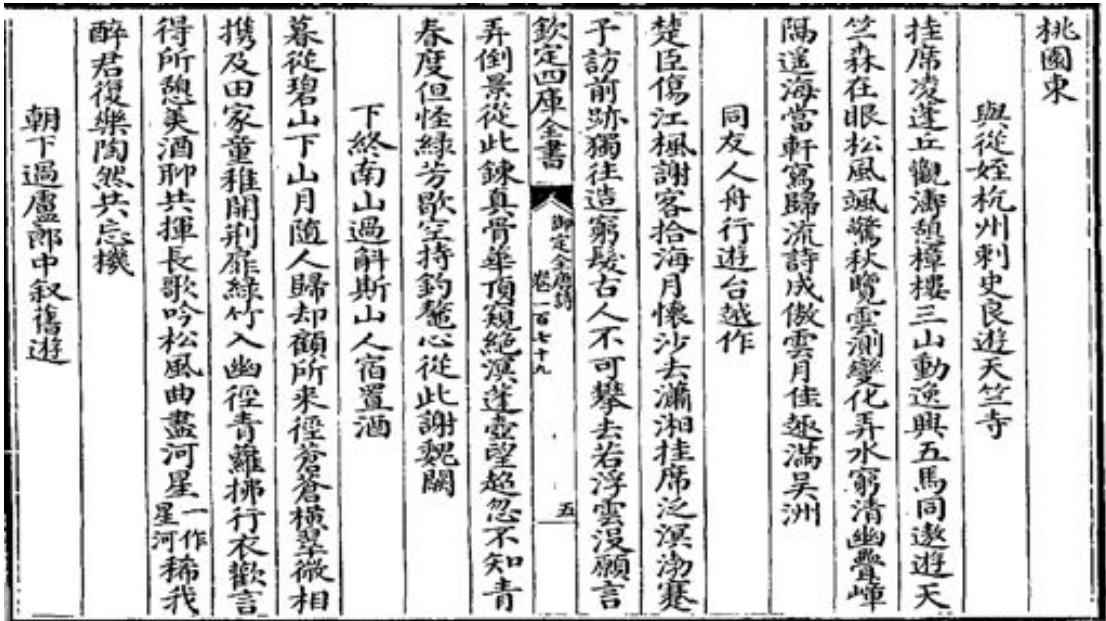 桃園東
與從姪杭州刺史良遊天竺寺
挂席凌蓬丘觀濤憩樟樓三山動逸興五馬同遨遊天
竺森在眼松風颯驚秋覽雲測變化弄水窮清幽疊嶂
隔遥海當軒寫歸流詩成傲雲月佳趣滿吴洲
同友人舟行遊台越作
楚臣傷江楓謝客拾海月懷沙去瀟湘挂席泛溟渤蹇
予訪前跡獨往造窮髮古人不可攀去若浮雲没願言
欽定四庫全書
御定全唐詩
卷一百七十九
五
弄倒景從此鍊真骨華頂窺絶溟蓬壺望超忽不知青
春度但怪緑芳歇空持釣鼇心從此謝魏闕
下終南山過斛斯山人宿置酒
暮從碧山下山月隨人歸却顧所來徑蒼蒼横翠微相
携及田家童稚開荆扉緑竹入幽徑青蘿拂行衣歡言
得所憩美酒聊共揮長歌吟松風曲盡河星一作星河稀我
醉君復樂陶然共忘機
朝下過盧郎中叙舊遊